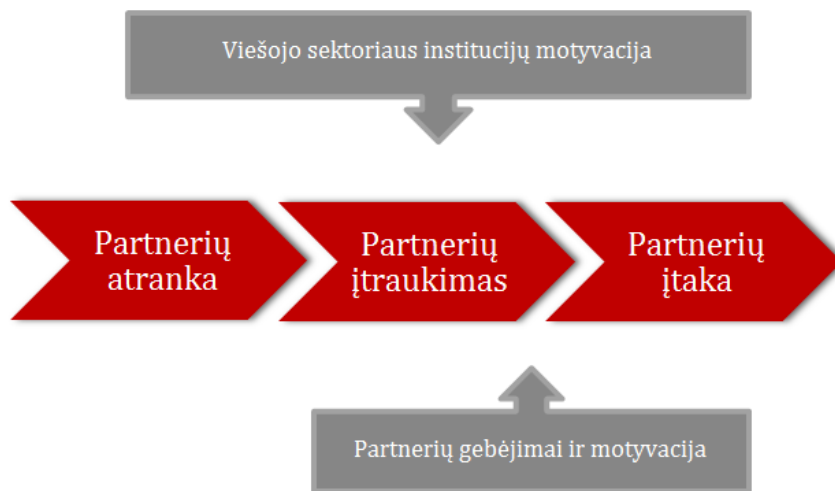 Viešojo sektoriaus institucijų motyvacija
Partnerių
atranka
Partnerių
įtraukimas
Partnerių
įtaka
Partnerių gebėjimai ir motyvacija